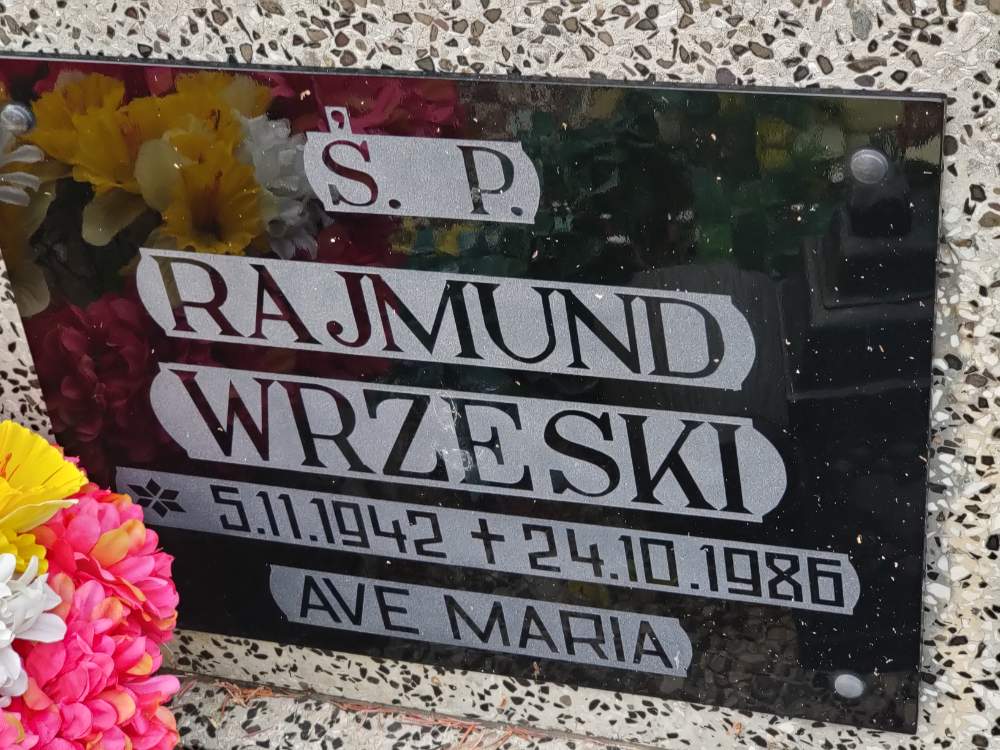 Ś. P.
RAJMUND
WRZESKI
* 5.11.1942 ✝ 24.10.1986
AVE MARIA